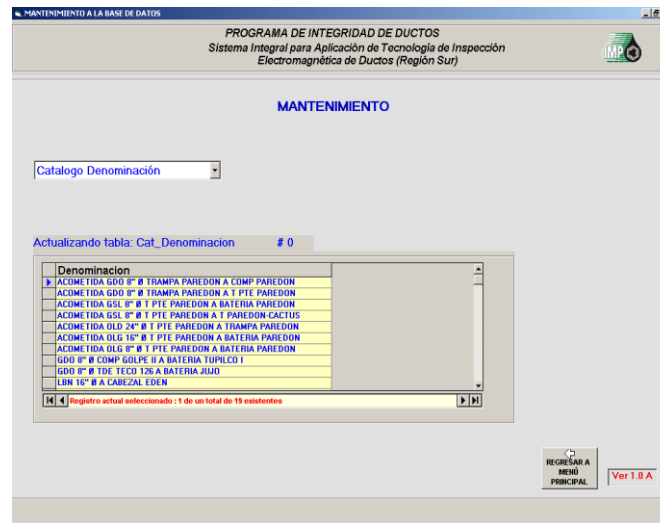 MANTENIMIENTO A LA BASE DE DATOS
PROGRAMA DE INTEGRIDAD DE DUCTOS
Sistema Integral para Aplicación de Tecnología de Inspección
Electromagnética de Ductos (Región Sur)
IMP
MANTENIMIENTO
Catalogo Denominación
Actualizando tabla: Cat_Denominacion # 0
Denominacion
ACOMETIDA GDO 8" Ø TRAMPA PAREDON A COMP PAREDON
ACOMETIDA GDO 8" Ø TRAMPA PAREDON A T PTE PAREDON
ACOMETIDA GSL 8" Ø T PTE PAREDON A BATERIA PAREDON
ACOMETIDA GSL 8" Ø T PTE PAREDON A T PAREDON-CACTUS
ACOMETIDA OLD 24" Ø T PTE PAREDON A TRAMPA PAREDON
ACOMETIDA OLG 16" Ø T PTE PAREDON A BATERIA PAREDON
ACOMETIDA OLG 8" Ø T PTE PAREDON A BATERIA PAREDON
GDO 8" Ø COMP GOLPE II A BATERIA TUPILCO I
GDO 8" Ø TDE TECO 126 A BATERIA JUJO
LBN 16" Ø A CABEZAL EDEN
Registro actual seleccionado : 1 de un total de 19 existentes
REGRESAR A
MENÚ
PRINCIPAL
Ver 1.0 A